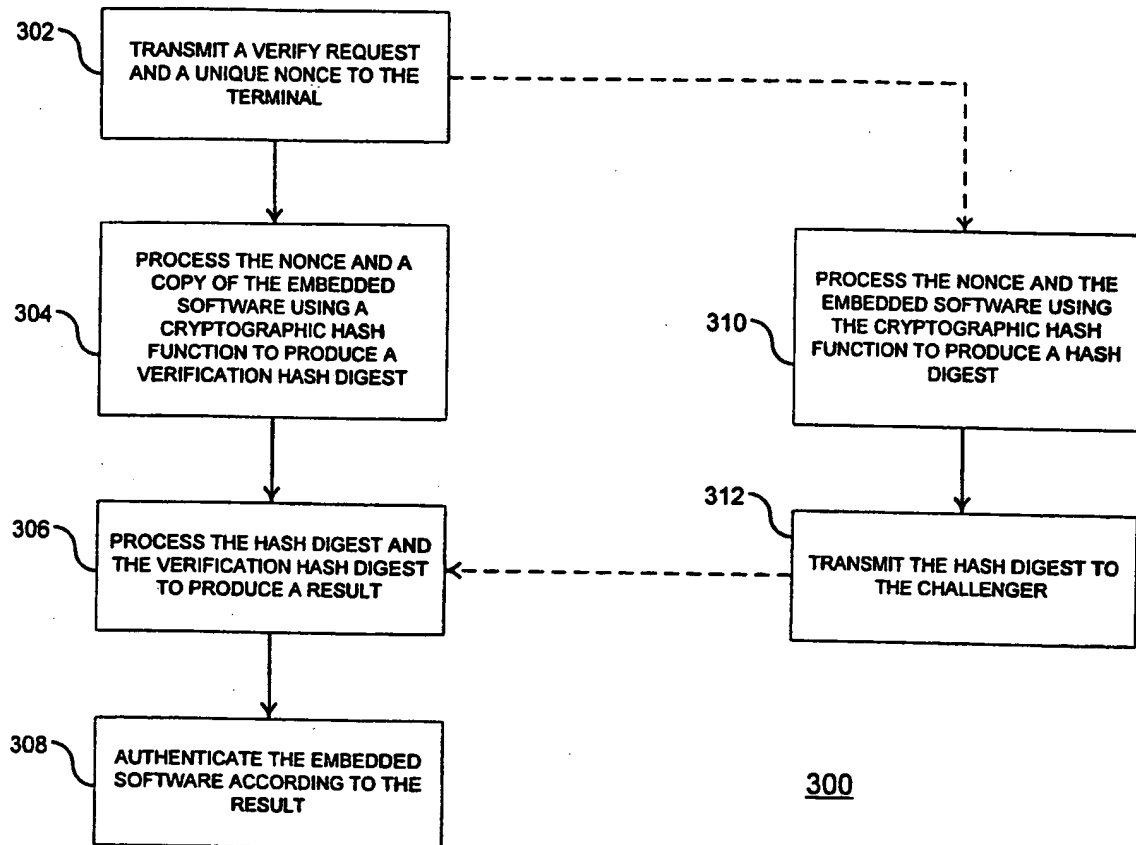 302
TRANSMIT A VERIFY REQUEST
AND A UNIQUE NONCE TO THE
TERMINAL
304
PROCESS THE NONCE AND A
COPY OF THE EMBEDDED
SOFTWARE USING A
CRYPTOGRAPHIC HASH
FUNCTION TO PRODUCE A
VERIFICATION HASH DIGEST
310
PROCESS THE NONCE AND THE
EMBEDDED SOFTWARE USING
THE CRYPTOGRAPHIC HASH
FUNCTION TO PRODUCE A HASH
DIGEST
306
PROCESS THE HASH DIGEST AND
THE VERIFICATION HASH DIGEST
TO PRODUCE A RESULT
312
TRANSMIT THE HASH DIGEST TO
THE CHALLENGER
308
AUTHENTICATE THE EMBEDDED
SOFTWARE ACCORDING TO THE
RESULT
300